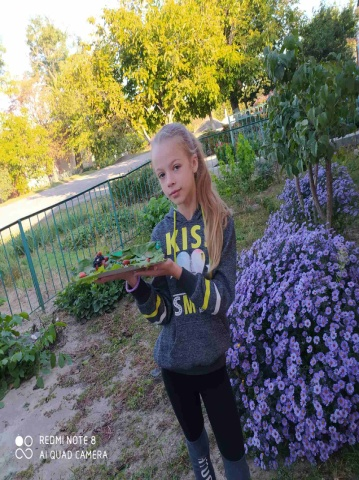 KIS
SM
REDMI NOTE 8
AI QUAD CAMERA